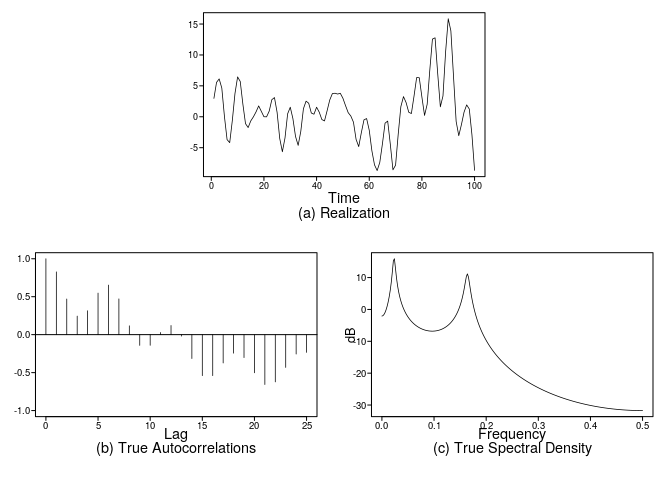 15
10
5
0
-5
0 20 40 60 80 100
Time
(a) Realization
1.0
0.5
0.0
-0.5
-1.0
0 5 10 15 20 25
Lag
(b) True Autocorrelations
10
0
-10
-20
-30
dB
0.0 0.1 0.2 0.3 0.4 0.5
Frequency
(c) True Spectral Density